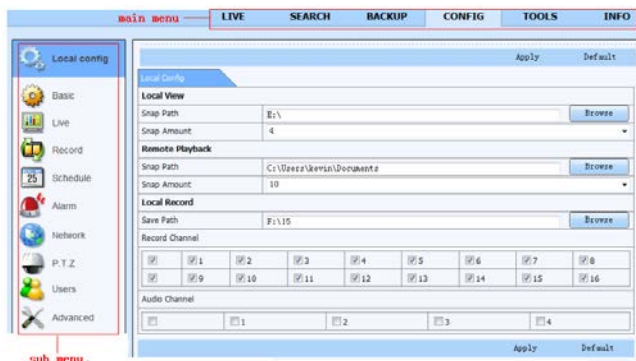 main menu LIVE SEARCH BACKUP CONFIG TOOLS INFO
Local config
Basic
Live
Record
25 Schedule
Alarm
Network
P.T.Z
Users
Advanced
sub menu.
Apply Default
Local Config
Local View
Snap Path E:\ Browse
Snap Amount 4
Remote Playback
Snap Path C:\Users\kevin\Documents Browse
Snap Amount 10
Local Record
Save Path F:\15 Browse
Record Channel
1 2 3 4 5 6 7 8
9 10 11 12 13 14 15 16
Audio Channel
1 2 3 4
Apply Default